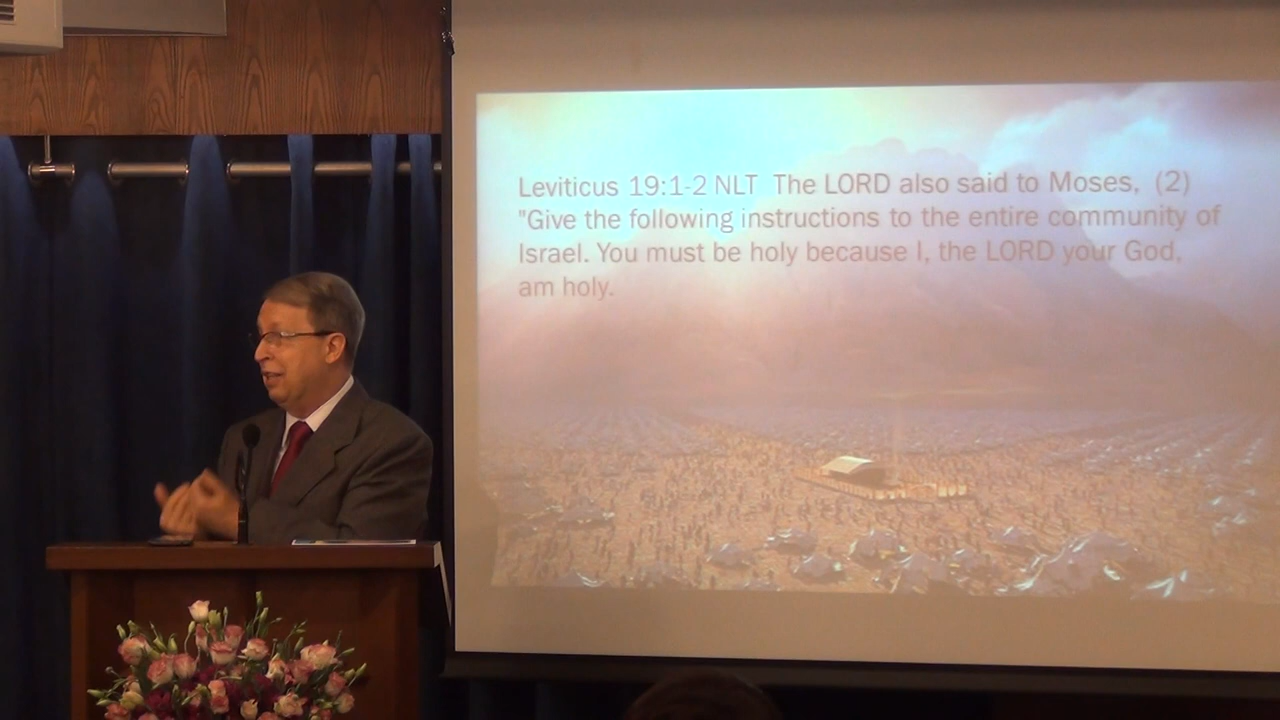 Leviticus 19:1-2 NLT The LORD also said to Moses, (2)
"Give the following instructions to the entire community of
Israel. You must be holy because I, the LORD your God,
am holy.